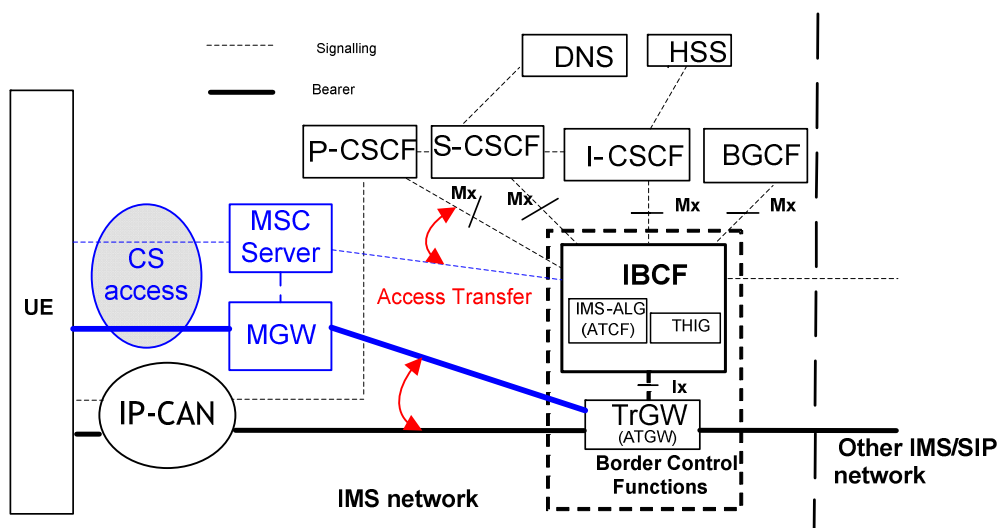 Signalling
Bearer
DNS
HSS
P-CSCF
S-CSCF
I-CSCF
BGCF
Mx
Mx
Mx
Mx
MSC
Server
CS
access
UE
Access Transfer
IBCF
IMS-ALG
(ATCF)
THIG
MGW
Ix
IP-CAN
TrGW
(ATGW)
Border Control
Functions
Other IMS/SIP
network
IMS network